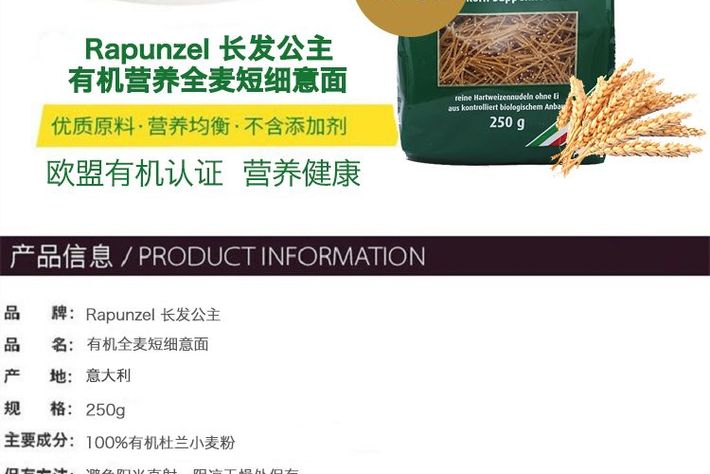 Rapunzel 长发公主
有机营养全麦短细意面
优质原料·营养均衡·不含添加剂
欧盟有机认证 营养健康
reine Hartweizennudeln ohne Ei
aus kontrolliert biologischem Anbau
250 g
产品信息 / PRODUCT INFORMATION
品 牌: Rapunzel 长发公主
品 名: 有机全麦短细意面
产 地: 意大利
规 格: 250g
主要成分: 100%有机杜兰小麦粉